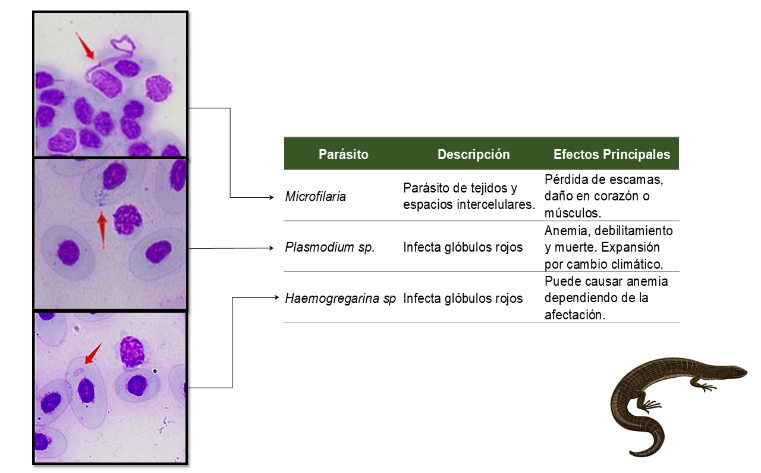 Parásito Descripción Efectos Principales
Microfilaria
Parásito de tejidos y
espacios intercelulares.
Pérdida de escamas,
daño en corazón o
músculos.
Plasmodium sp.
Infecta glóbulos rojos
Anemia, debilitamiento
y muerte. Expansión
por cambio climático.
Haemogregarina sp
Infecta glóbulos rojos
Puede causar anemia
dependiendo de la
afectación.